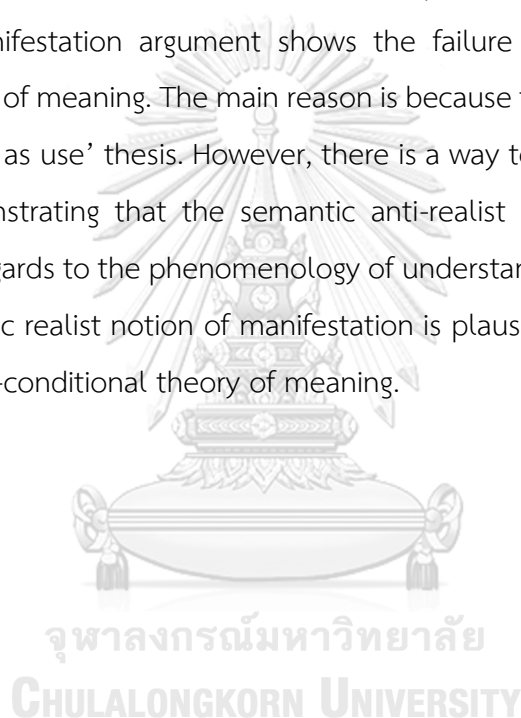 nifestation argument shows the failure
of meaning. The main reason is because
as use' thesis. However, there is a way to
nstrating that the semantic anti-realist
gards to the phenomenology of understan
c realist notion of manifestation is plaus
-conditional theory of meaning.
จุฬาลงกรณ์มหาวิทยาลัย
CHULALONGKORN UNIVERSITY